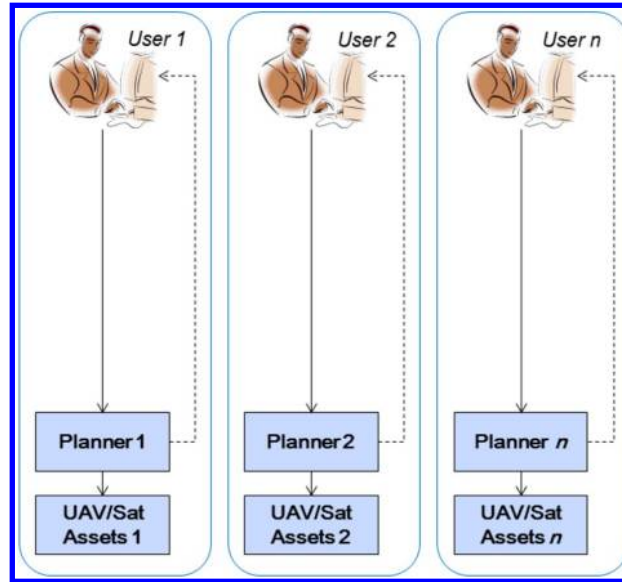 User 1
User 2
User n
Planner 1
Planner 2
Planner n
UAV/Sat
Assets 1
UAV/Sat
Assets 2
UAV/Sat
Assets n